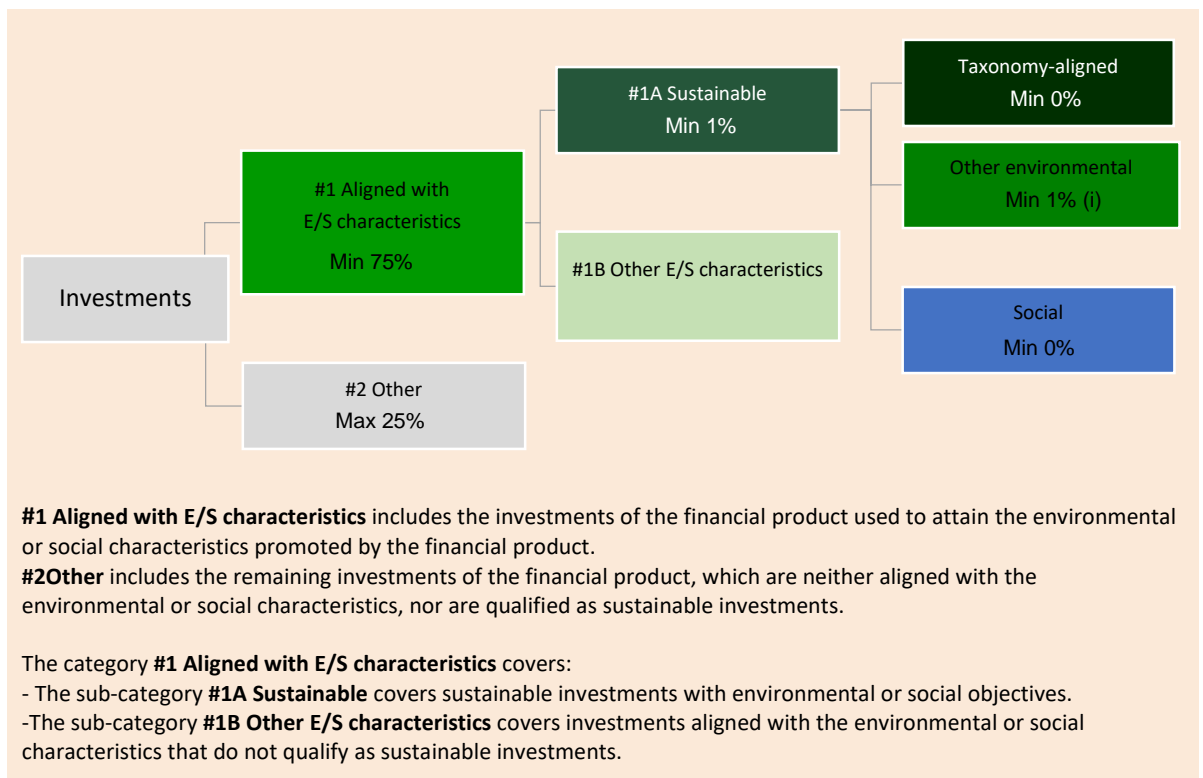 Investments
#1 Aligned with
E/S characteristics
Min 75%
#2 Other
Max 25%
#1A Sustainable
Min 1%
#1B Other E/S characteristics
Taxonomy-aligned
Min 0%
Other environmental
Min 1% (i)
Social
Min 0%
#1 Aligned with E/S characteristics includes the investments of the financial product used to attain the environmental
or social characteristics promoted by the financial product.
#2Other includes the remaining investments of the financial product, which are neither aligned with the
environmental or social characteristics, nor are qualified as sustainable investments.
The category #1 Aligned with E/S characteristics covers:
- The sub-category #1A Sustainable covers sustainable investments with environmental or social objectives.
-The sub-category #1B Other E/S characteristics covers investments aligned with the environmental or social
characteristics that do not qualify as sustainable investments.